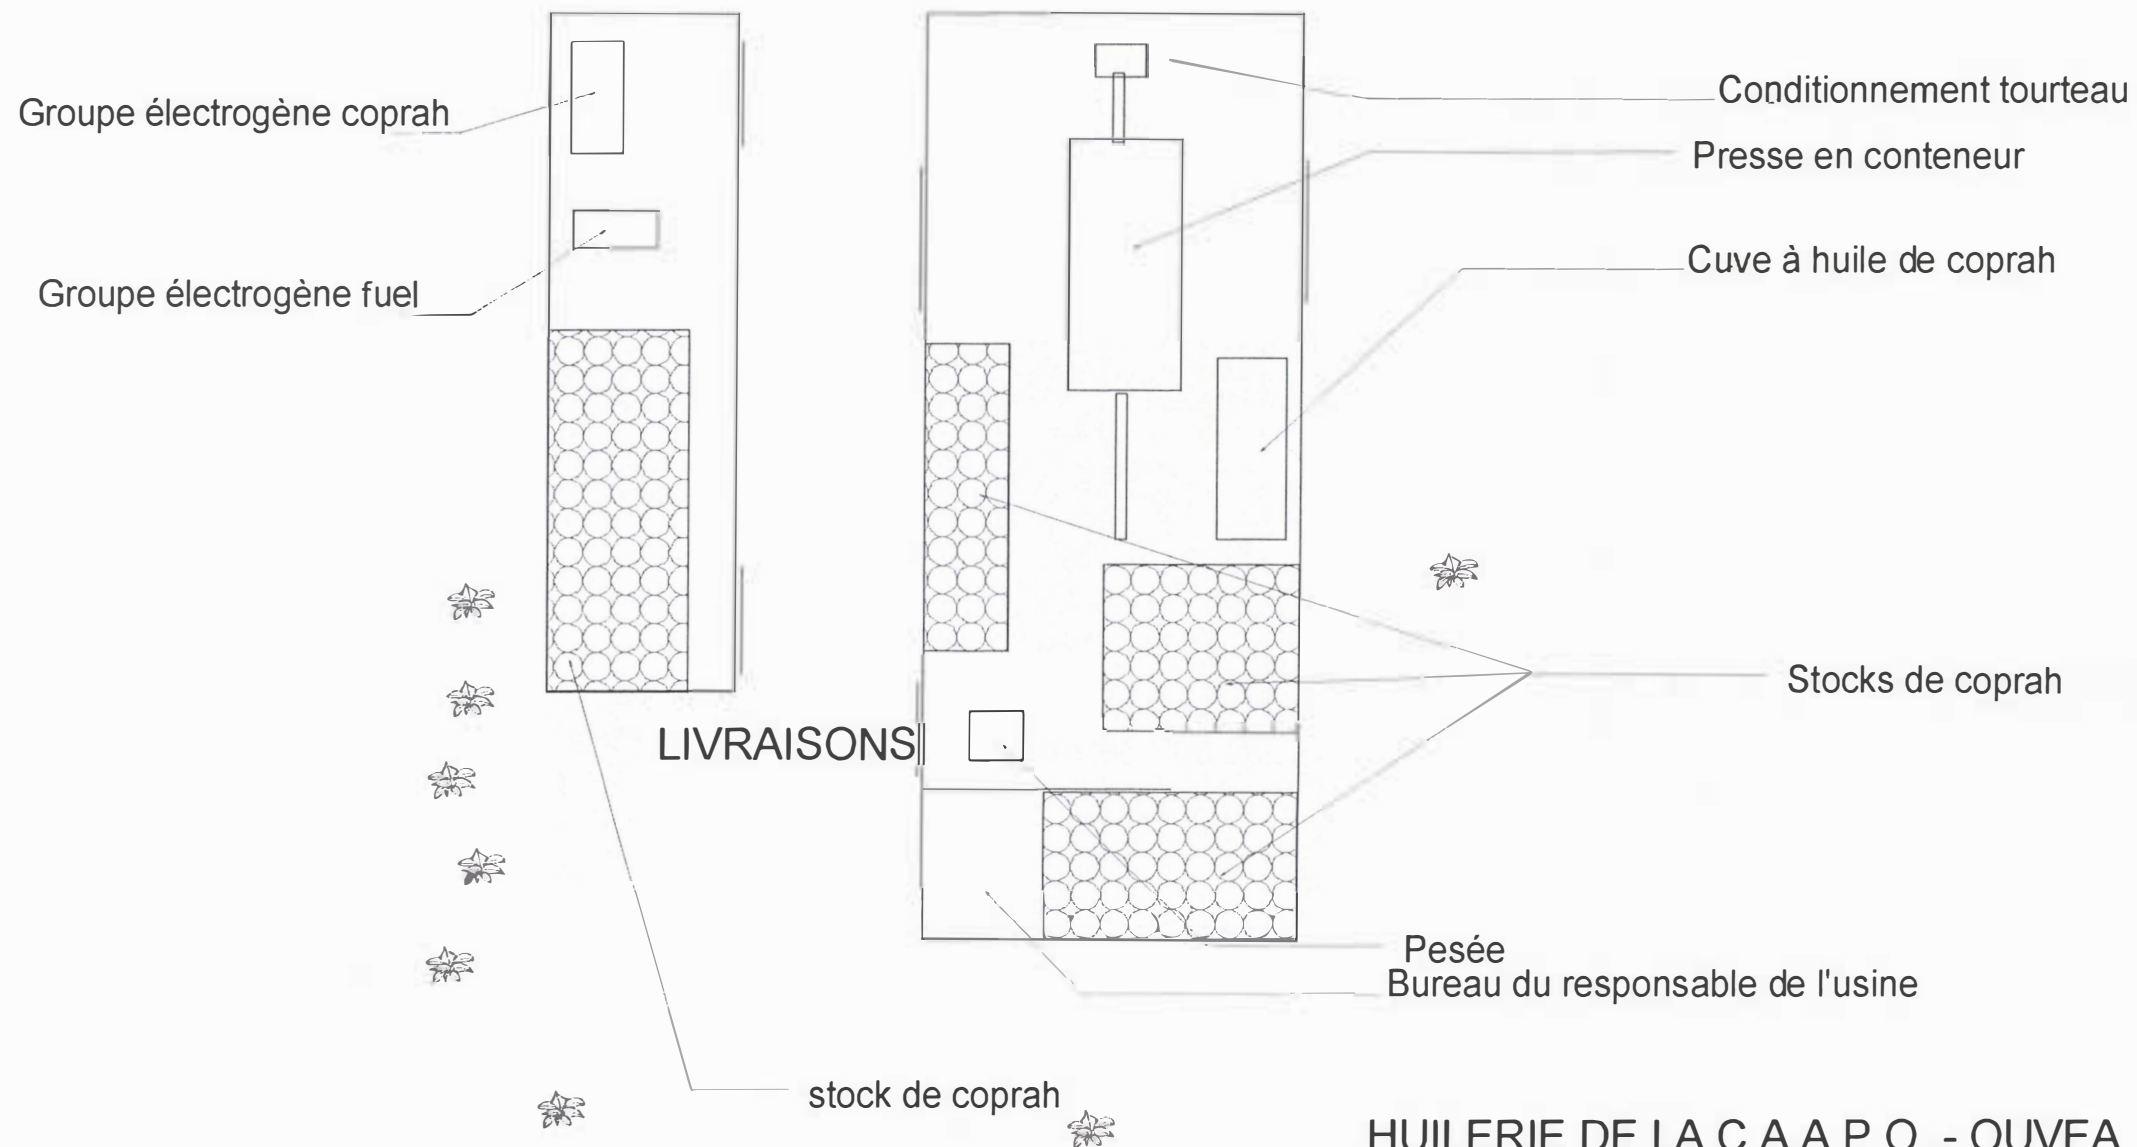 Groupe électrogène coprah
Groupe électrogène fuel
Conditionnement tourteau
Presse en conteneur
Cuve à huile de coprah
Stocks de coprah
LIVRAISONS
Pesée
Bureau du responsable de l'usine
stock de coprah
HUILERIE DE LA C.A.A.P.O. - OUVEA